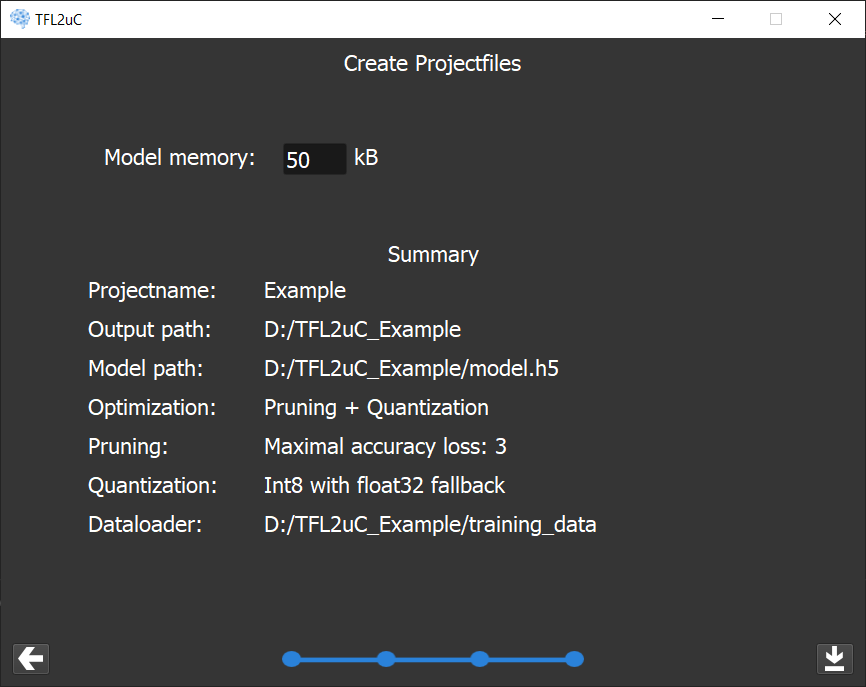 TFL2uC
Create Projectfiles
Model memory: 50 kB
Summary
Projectname: Example
Output path: D:/TFL2uC_Example
Model path: D:/TFL2uC_Example/model.h5
Optimization: Pruning + Quantization
Pruning: Maximal accuracy loss: 3
Quantization: Int8 with float32 fallback
Dataloader: D:/TFL2uC_Example/training_data